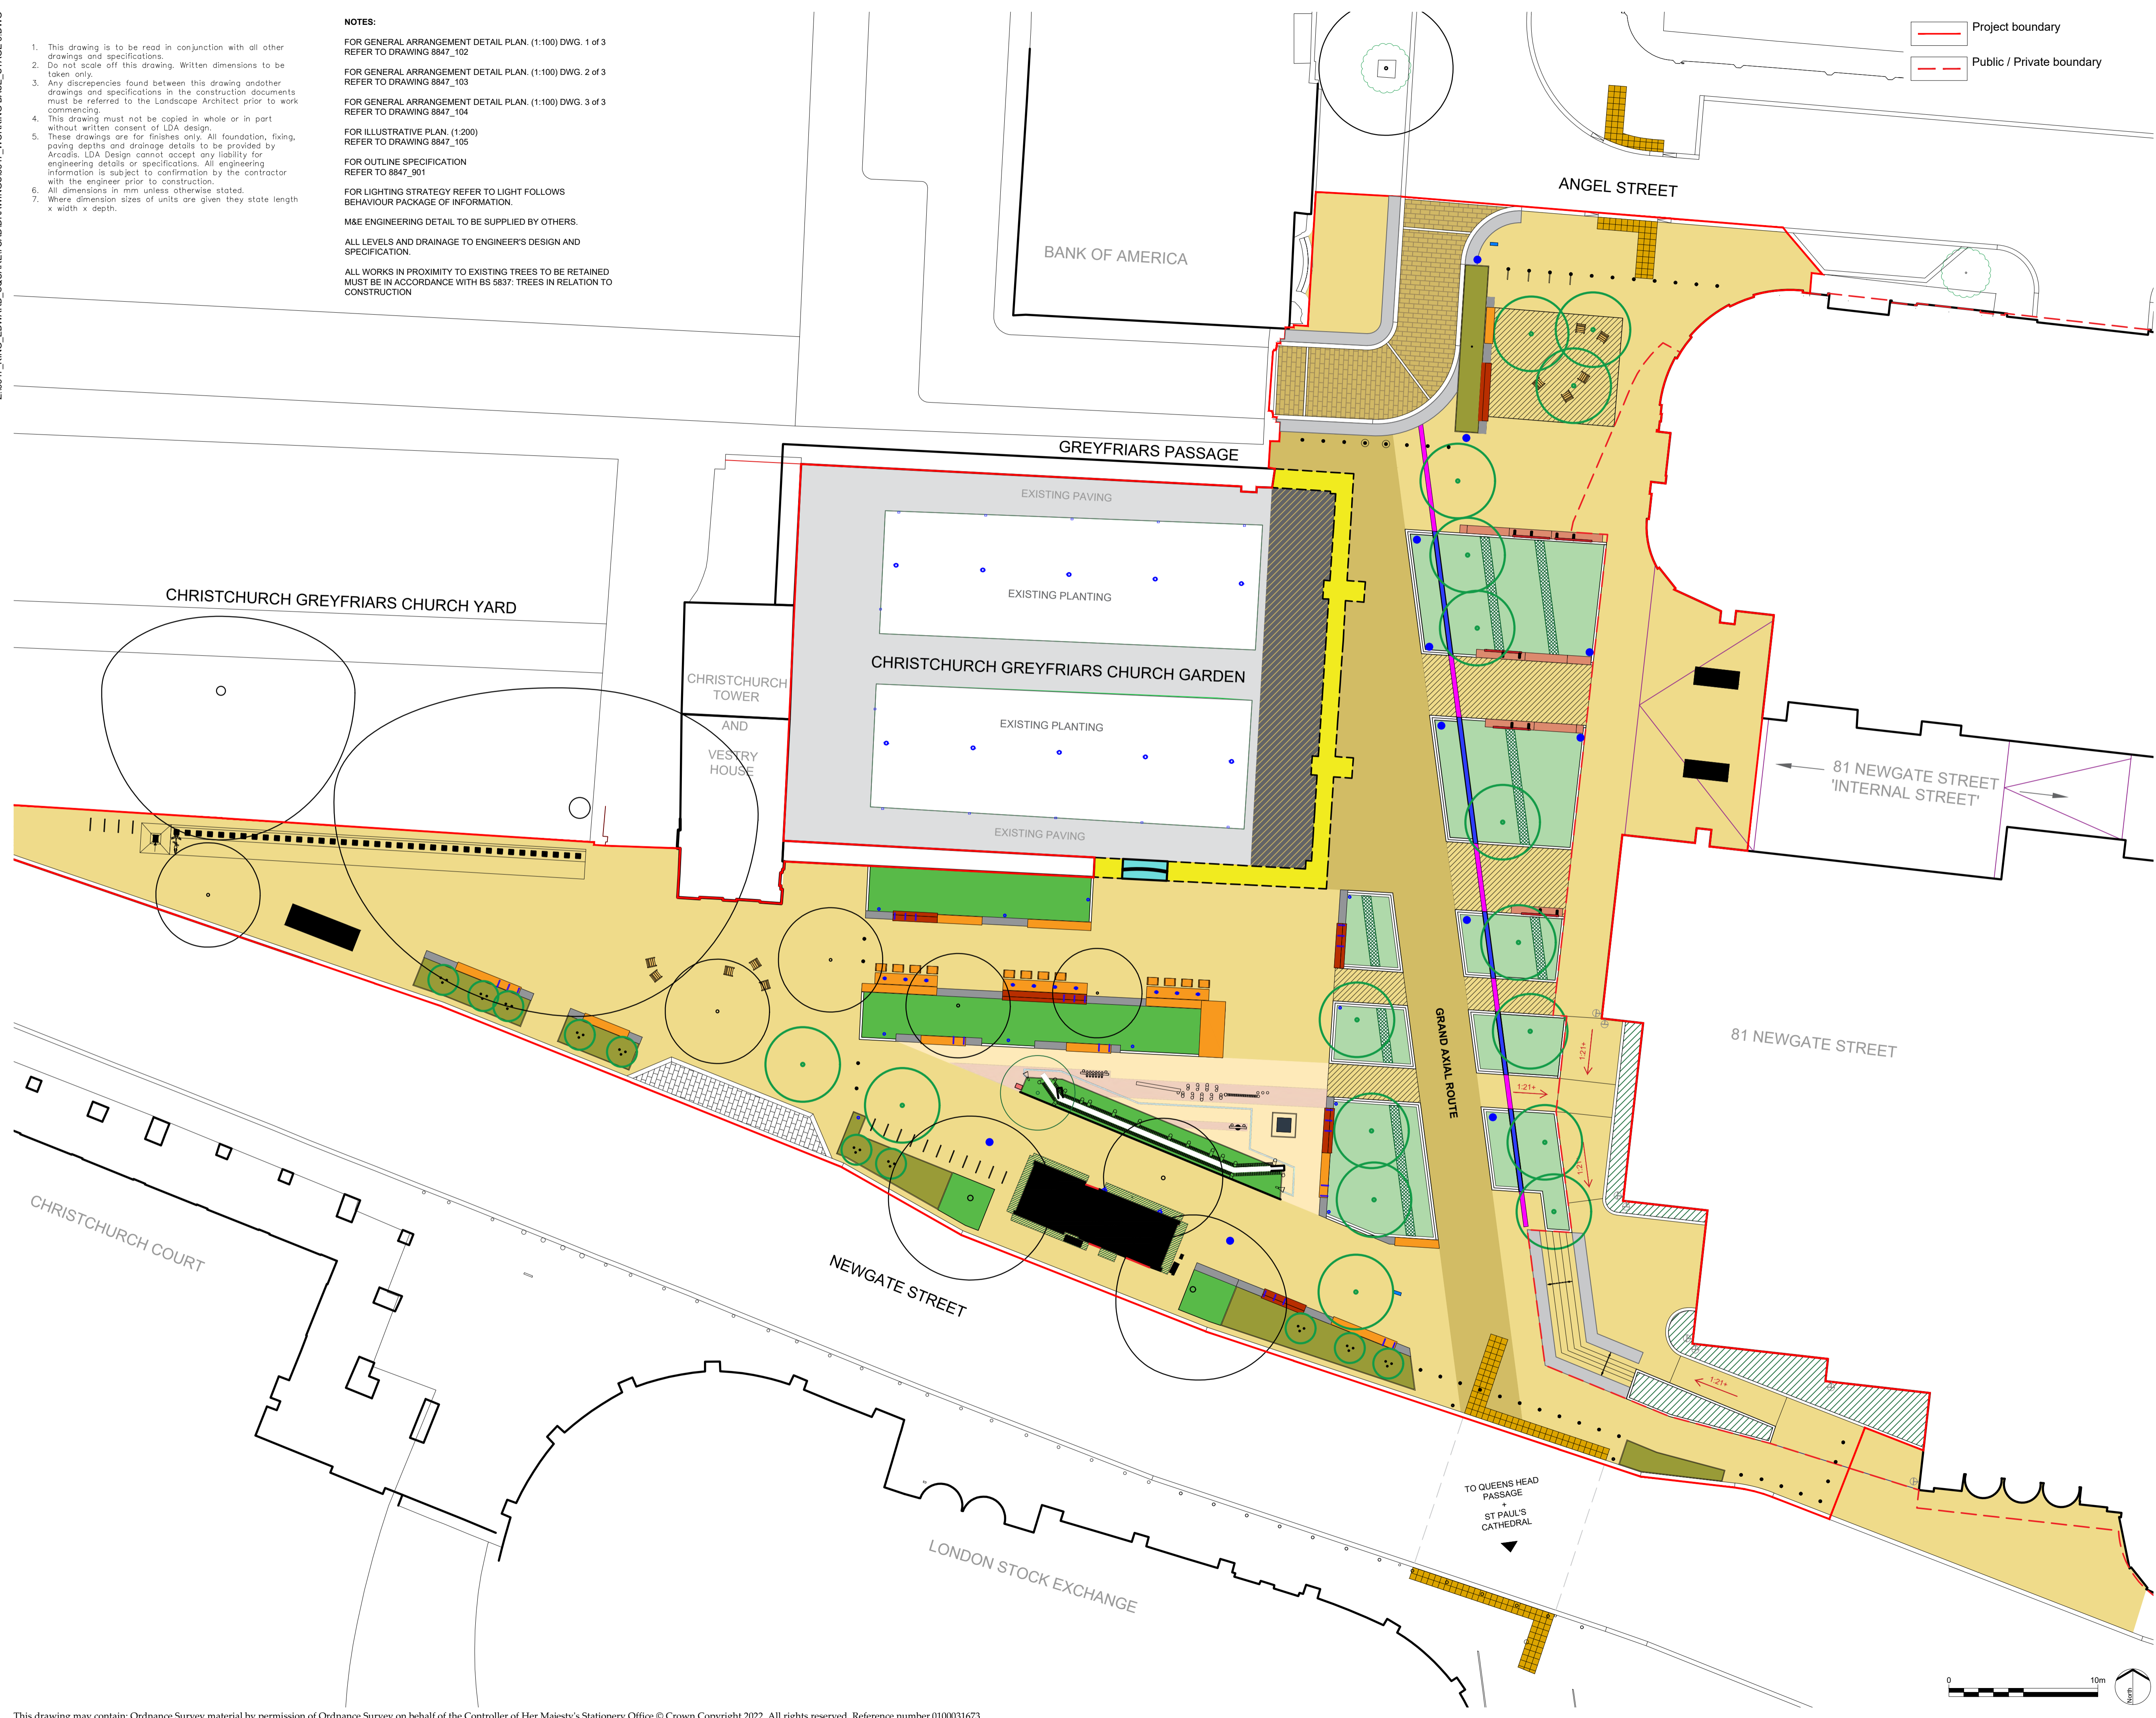 1. This drawing is to be read in conjunction with all other
drawings and specifications.
2. Do not scale off this drawing. Written dimensions to be
taken only.
3. Any discrepencies found between this drawing andother
drawings and specifications in the construction documents
must be referred to the Landscape Architect prior to work
commencing.
4. This drawing must not be copied in whole or in part
without written consent of LDA design.
5. These drawings are for finishes only. All foundation, fixing,
paving depths and drainage details to be provided by
Arcadis. LDA Design cannot accept any liability for
engineering details or specifications. All engineering
information is subject to confirmation by the contractor
with the engineer prior to construction.
6. All dimensions in mm unless otherwise stated.
7. Where dimension sizes of units are given they state length
x width x depth.
NOTES:
FOR GENERAL ARRANGEMENT DETAIL PLAN. (1:100) DWG. 1 of 3
REFER TO DRAWING 8847_102
FOR GENERAL ARRANGEMENT DETAIL PLAN. (1:100) DWG. 2 of 3
REFER TO DRAWING 8847_103
FOR GENERAL ARRANGEMENT DETAIL PLAN. (1:100) DWG. 3 of 3
REFER TO DRAWING 8847_104
FOR ILLUSTRATIVE PLAN. (1:200)
REFER TO DRAWING 8847_105
FOR OUTLINE SPECIFICATION
REFER TO 8847_901
FOR LIGHTING STRATEGY REFER TO LIGHT FOLLOWS
BEHAVIOUR PACKAGE OF INFORMATION.
M&E ENGINEERING DETAIL TO BE SUPPLIED BY OTHERS.
ALL LEVELS AND DRAINAGE TO ENGINEER'S DESIGN AND
SPECIFICATION.
ALL WORKS IN PROXIMITY TO EXISTING TREES TO BE RETAINED
MUST BE IN ACCORDANCE WITH BS 5837: TREES IN RELATION TO
CONSTRUCTION
Project boundary
Public / Private boundary
ANGEL STREET
BANK OF AMERICA
GREYFRIARS PASSAGE
EXISTING PAVING
EXISTING PLANTING
CHRISTCHURCH GREYFRIARS CHURCH YARD
CHRISTCHURCH GREYFRIARS CHURCH GARDEN
CHRISTCHURCH
TOWER
AND
VESTRY
HOUSE
EXISTING PLANTING
EXISTING PAVING
81 NEWGATE STREET
'INTERNAL STREET'
81 NEWGATE STREET
GRAND AXIAL ROUTE
1:21+
1:21+
1:21+
1:21+
CHRISTCHURCH COURT
NEWGATE STREET
LONDON STOCK EXCHANGE
TO QUEENS HEAD
PASSAGE
+
ST PAUL'S
CATHEDRAL
0 10m
North
This drawing may contain: Ordnance Survey material by permission of Ordnance Survey on behalf of the Controller of Her Majesty's Stationery Office © Crown Copyright 2022. All rights reserved. Reference number 0100031673